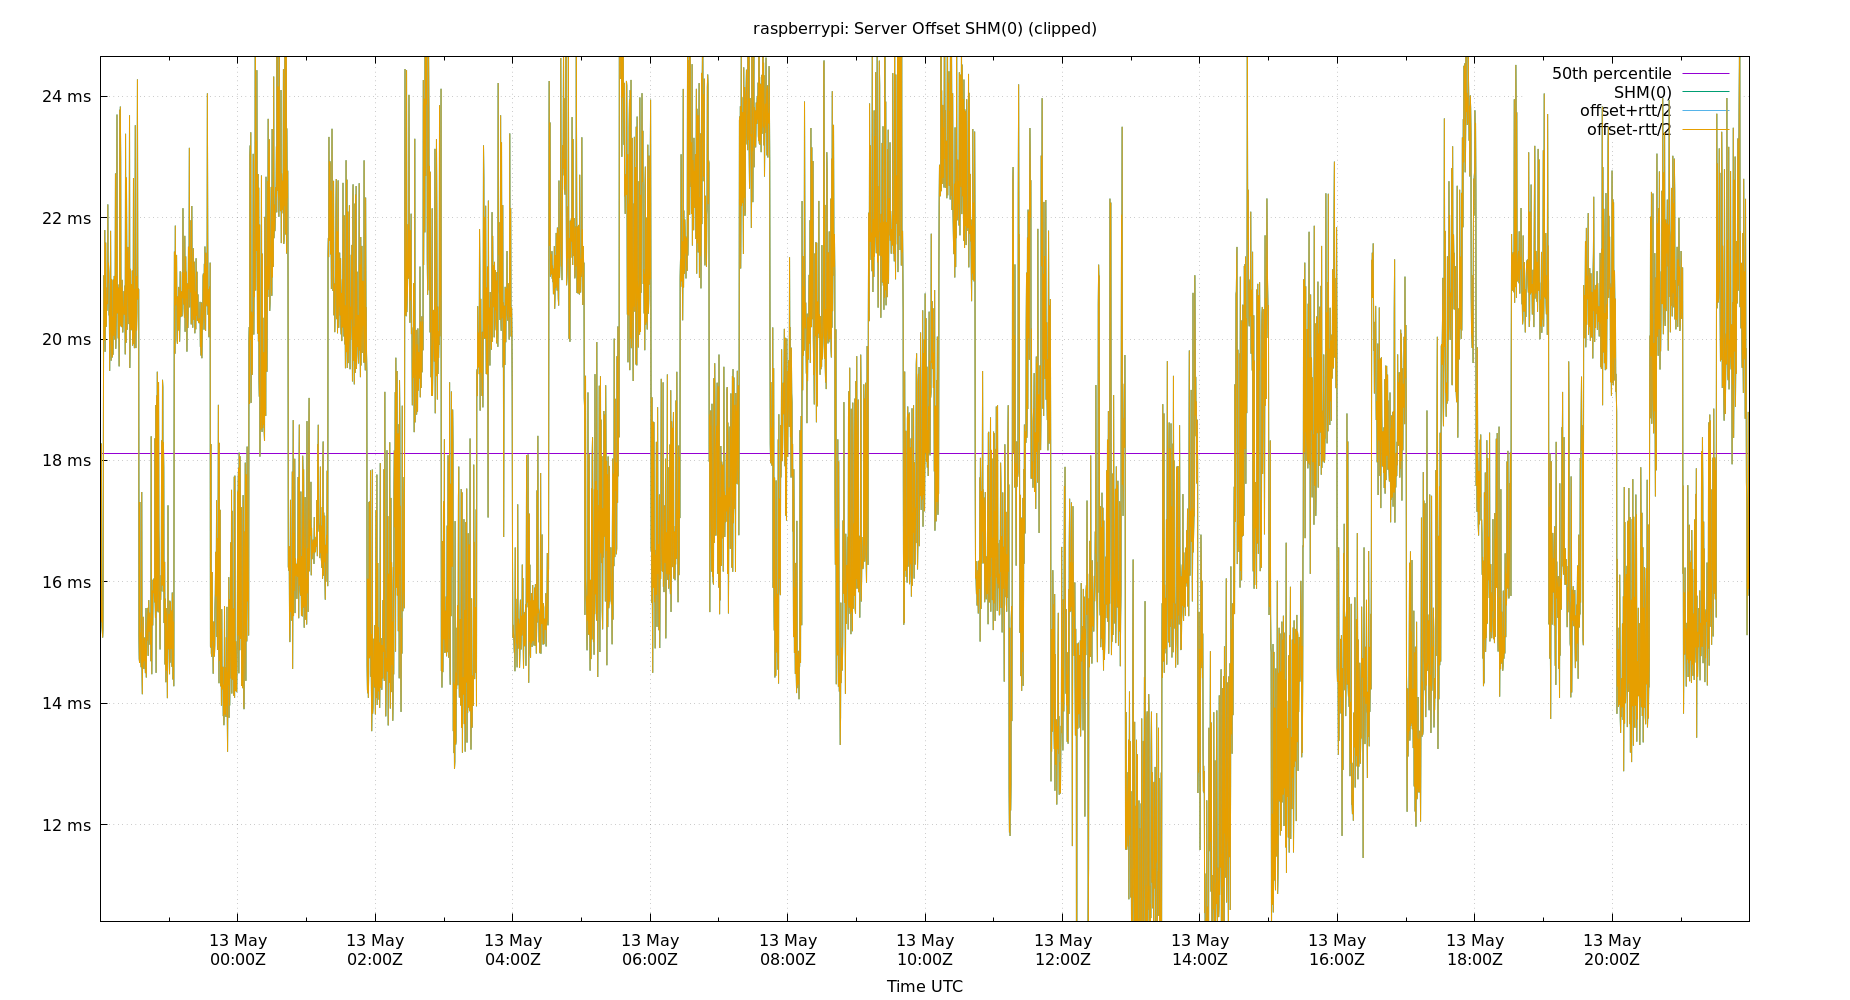 raspberrypi: Server Offset SHM(0) (clipped)
50th percentile
SHM(0)
offset+rtt/2
offset-rtt/2
24 ms
22 ms
20 ms
18 ms
16 ms
14 ms
12 ms
13 May 13 May 13 May 13 May 13 May 13 May 13 May 13 May 13 May 13 May 13 May
00:00Z 02:00Z 04:00Z 06:00Z 08:00Z 10:00Z 12:00Z 14:00Z 16:00Z 18:00Z 20:00Z
Time UTC